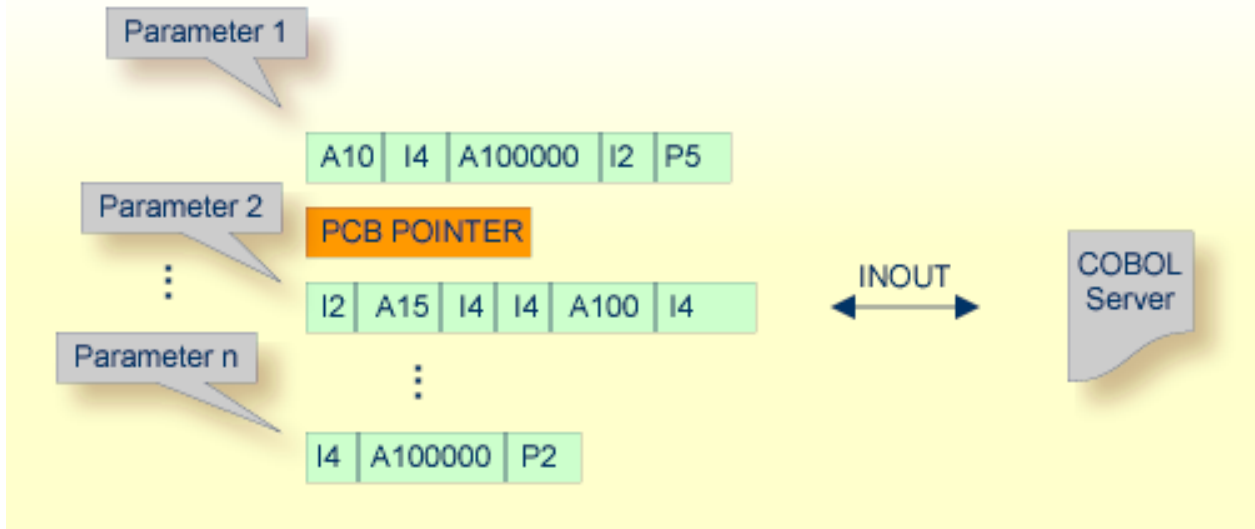 Parameter 1
A10 I4 A100000 I2 P5
Parameter 2
PCB POINTER
I2 A15 I4 I4 A100 I4
INOUT
COBOL
Server
Parameter n
I4 A100000 P2